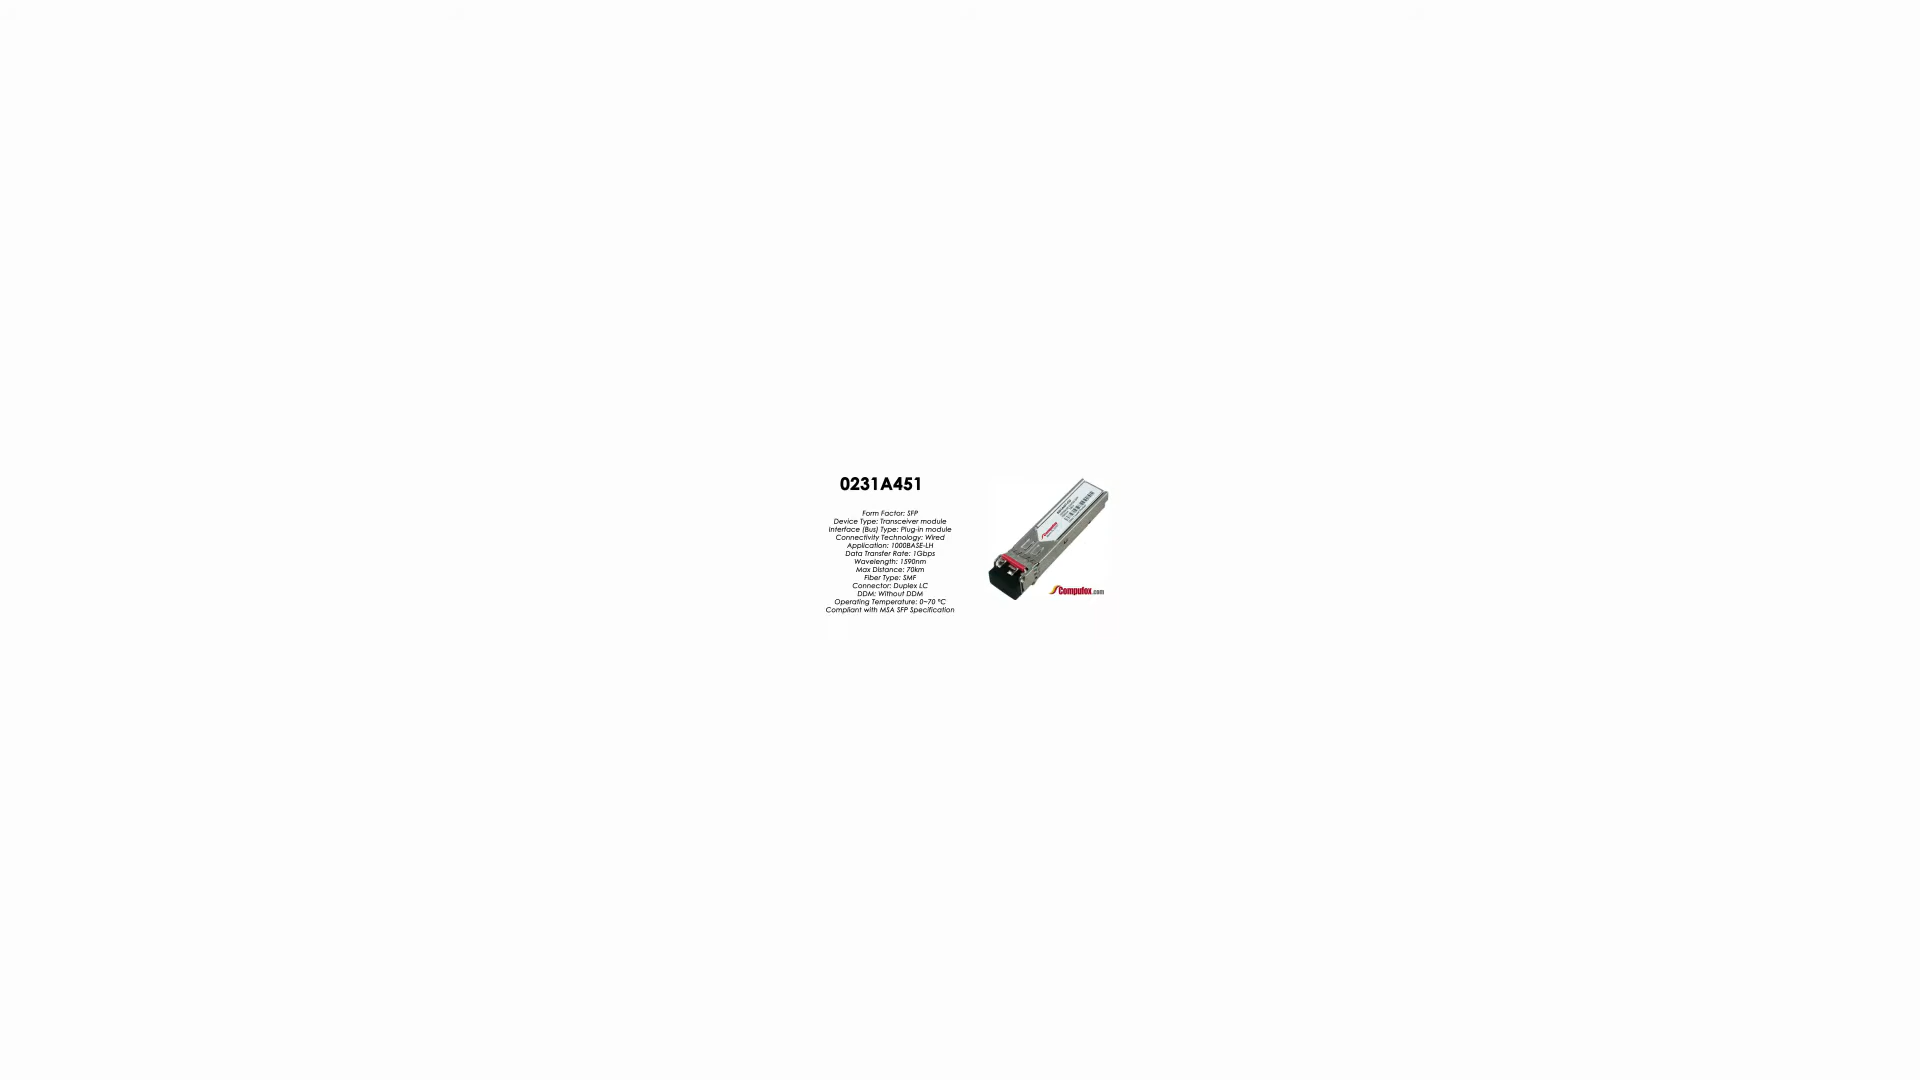 0231A451
Form Factor: SFP
Device Type: Transceiver module
Interface (Bus) Type: Plug-in module
Connectivity Technology: Wired
Application: 1000BASE-LH
Data Transfer Rate: 1Gbps
Wavelength: 1590nm
Max Distance: 70km
Fiber Type: SMF
Connector: Duplex LC
DDM: Without DDM
Operating Temperature: 0~70 °C
Compliant with MSA SFP Specification
Compufox
Compufox.com